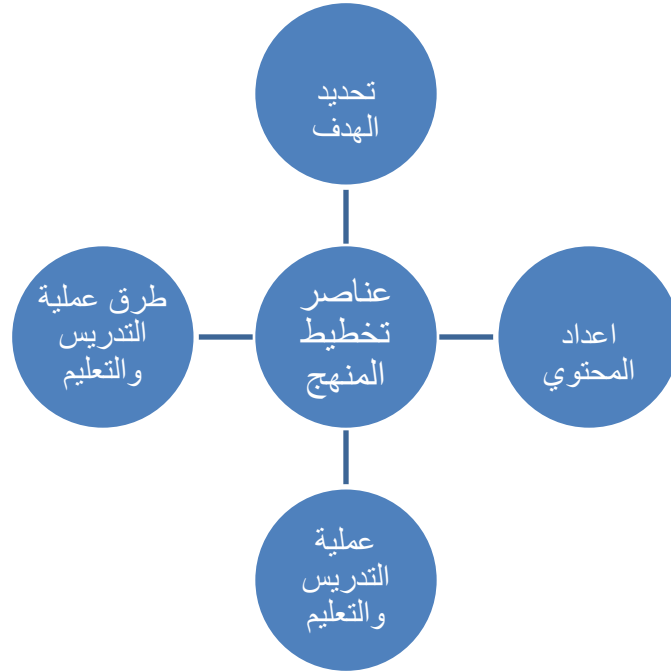 تحديد
الهدف
عناصر
تخطيط
المنهج
اعداد
المحتوي
طرق عملية
التدريس
والتعليم
عملية
التدريس
والتعليم